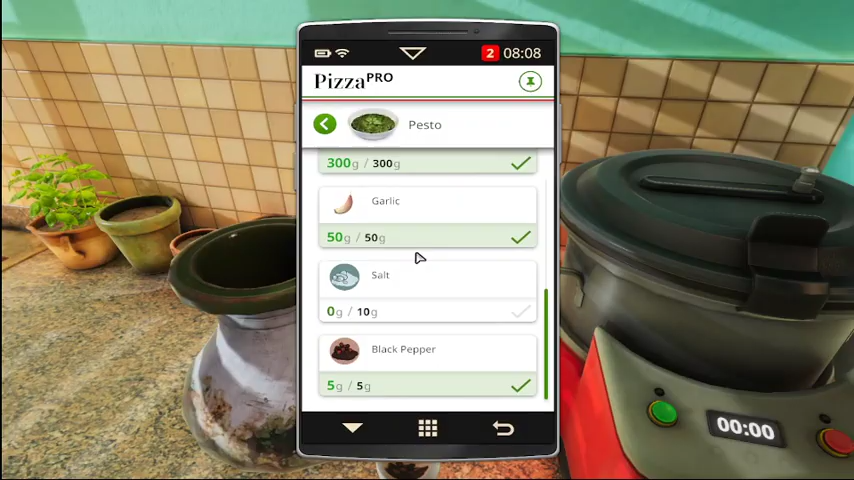 2 08:08
PizzaPRO
Pesto
300g / 300g
Garlic
50g / 50g
Salt
0g / 10g
Black Pepper
5g / 5g
00:00